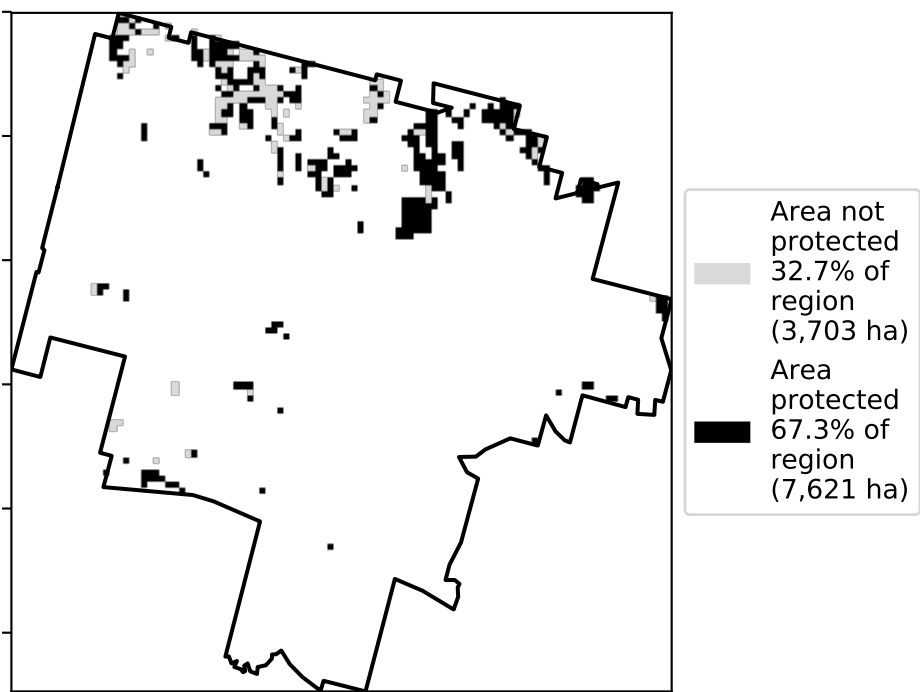 Area not
protected
32.7% of
region
(3,703 ha)
Area
protected
67.3% of
region
(7,621 ha)